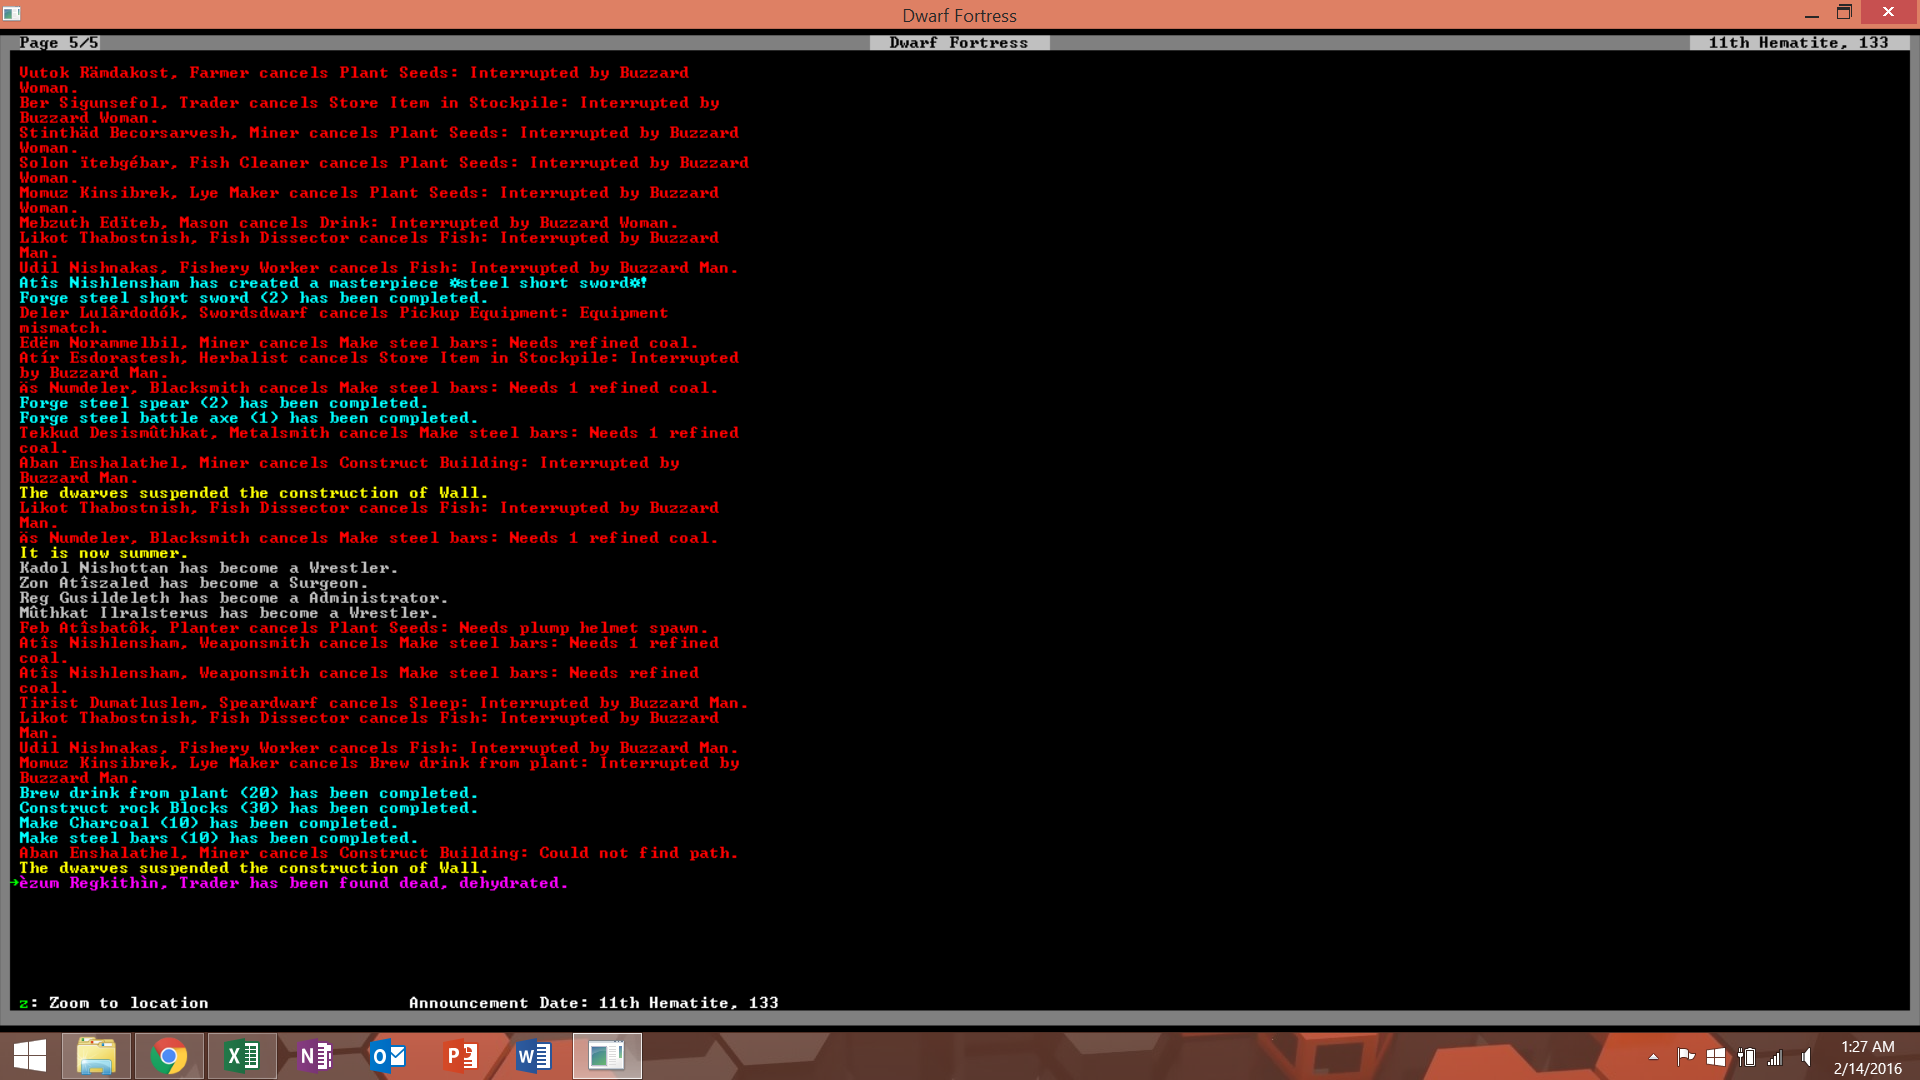 Dwarf Fortress
Page 5/5
Dwarf Fortress
11th Hematite, 133
Vutok Rämdakost, Farmer cancels Plant Seeds: Interrupted by Buzzard
Woman.
Ber Sigunsefol, Trader cancels Store Item in Stockpile: Interrupted by
Buzzard Woman.
Stinthäd Becorsarvesh, Miner cancels Plant Seeds: Interrupted by Buzzard
Woman.
Solon ïtebgébar, Fish Cleaner cancels Plant Seeds: Interrupted by Buzzard
Woman.
Momuz Kinsibrek, Lye Maker cancels Plant Seeds: Interrupted by Buzzard
Woman.
Mebzuth Edïteb, Mason cancels Drink: Interrupted by Buzzard Woman.
Likot Thabostnish, Fish Dissector cancels Fish: Interrupted by Buzzard
Man.
Udil Nishnakas, Fishery Worker cancels Fish: Interrupted by Buzzard Man.
Atîs Nishlensham has created a masterpiece ☼steel short sword☼!
Forge steel short sword (2) has been completed.
Deler Lulârdodók, Swordsdwarf cancels Pickup Equipment: Equipment
mismatch.
Edëm Norammelbil, Miner cancels Make steel bars: Needs refined coal.
Atír Esdorastesh, Herbalist cancels Store Item in Stockpile: Interrupted
by Buzzard Man.
Äs Numdeler, Blacksmith cancels Make steel bars: Needs 1 refined coal.
Forge steel spear (2) has been completed.
Forge steel battle axe (1) has been completed.
Tekkud Desismûthkat, Metalsmith cancels Make steel bars: Needs 1 refined
coal.
Aban Enshalathel, Miner cancels Construct Building: Interrupted by
Buzzard Man.
The dwarves suspended the construction of Wall.
Likot Thabostnish, Fish Dissector cancels Fish: Interrupted by Buzzard
Man.
Äs Numdeler, Blacksmith cancels Make steel bars: Needs 1 refined coal.
It is now summer.
Kadol Nishottan has become a Wrestler.
Zon Atîszaled has become a Surgeon.
Reg Gusildeleth has become a Administrator.
Mûthkat Ilralsterus has become a Wrestler.
Feb Atîsbatôk, Planter cancels Plant Seeds: Needs plump helmet spawn.
Atîs Nishlensham, Weaponsmith cancels Make steel bars: Needs 1 refined
coal.
Atîs Nishlensham, Weaponsmith cancels Make steel bars: Needs refined
coal.
Tirist Dumatluslem, Speardwarf cancels Sleep: Interrupted by Buzzard Man.
Likot Thabostnish, Fish Dissector cancels Fish: Interrupted by Buzzard
Man.
Udil Nishnakas, Fishery Worker cancels Fish: Interrupted by Buzzard Man.
Momuz Kinsibrek, Lye Maker cancels Brew drink from plant: Interrupted by
Buzzard Man.
Brew drink from plant (20) has been completed.
Construct rock Blocks (30) has been completed.
Make Charcoal (10) has been completed.
Make steel bars (10) has been completed.
Aban Enshalathel, Miner cancels Construct Building: Could not find path.
The dwarves suspended the construction of Wall.
→èzum Regkithìn, Trader has been found dead, dehydrated.
z: Zoom to location
Announcement Date: 11th Hematite, 133
1:27 AM
2/14/2016